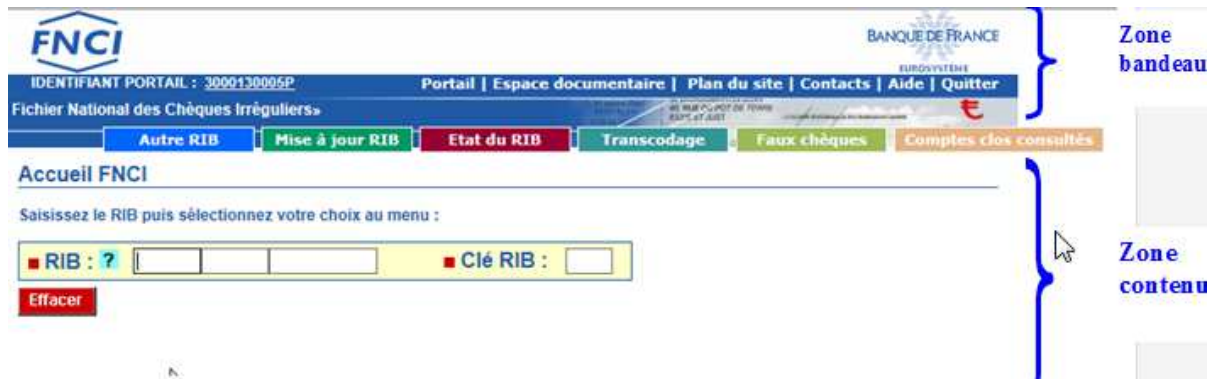 FNCI
BANQUE DE FRANCE
EUROSYSTÈME
Zone
bandeau
IDENTIFIANT PORTAIL : 3000130005P Portail | Espace documentaire | Plan du site | Contacts | Aide | Quitter
Fichier National des Chèques Irréguliers»
Autre RIB Mise à jour RIB Etat du RIB Transcodage Faux chèques Comptes clos consultés
Accueil FNCI
Saisissez le RIB puis sélectionnez votre choix au menu :
RIB : ? Clé RIB :
Zone
contenu
Effacer